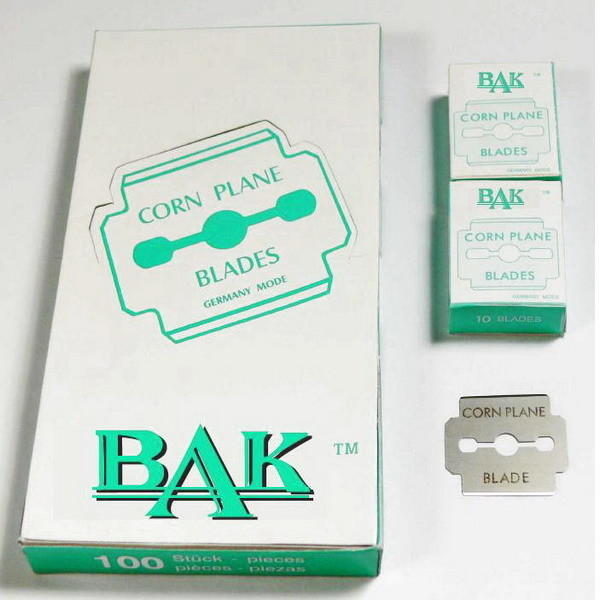 CORN PLANE
BLADES
GERMANY MODE
BAK TM
100 Stück - pieces
pièces - piezas
BAK TM
CORN PLANE
BLADES
GERMANY MODE
BAK TM
CORN PLANE
BLADES
GERMANY MODE
10 BLADES
CORN PLANE
BLADE